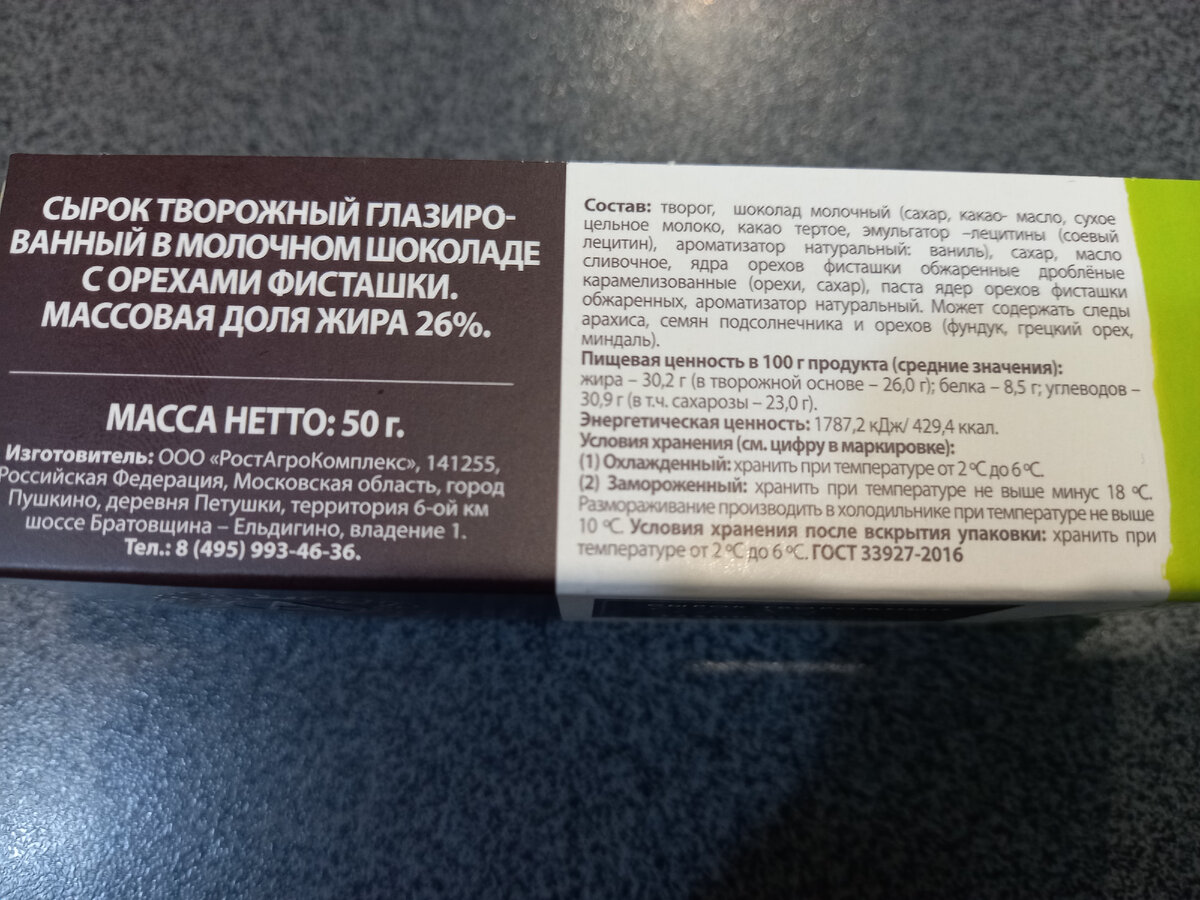 СЫРОК ТВОРОЖНЫЙ ГЛАЗИРО-
ВАННЫЙ В МОЛОЧНОМ ШОКОЛАДЕ
С ОРЕХАМИ ФИСТАШКИ.
МАССОВАЯ ДОЛЯ ЖИРА 26%.
МАССА НЕТТО: 50 г.
Изготовитель: ООО «РостАгроКомплекс», 141255,
Российская Федерация, Московская область, город
Пушкино, деревня Петушки, территория 6-ой км
шоссе Братовщина – Ельдигино, владение 1.
Тел.: 8 (495) 993-46-36.
Состав: творог, шоколад молочный (сахар, какао- масло, сухое
цельное молоко, какао тертое, эмульгатор –лецитины (соевый
лецитин), ароматизатор натуральный: ваниль), сахар, масло
сливочное, ядра орехов фисташки обжаренные дроблёные
карамелизованные (орехи, сахар), паста ядер орехов фисташки
обжаренных, ароматизатор натуральный. Может содержать следы
арахиса, семян подсолнечника и орехов (фундук, грецкий орех,
миндаль).
Пищевая ценность в 100 г продукта (средние значения):
жира – 30,2 г (в творожной основе – 26,0 г); белка – 8,5 г; углеводов –
30,9 г (в т.ч. сахарозы – 23,0 г).
Энергетическая ценность: 1787,2 кДж/ 429,4 ккал.
Условия хранения (см. цифру в маркировке):
(1) Охлажденный: хранить при температуре от 2 °С до 6 °С.
(2) Замороженный: хранить при температуре не выше минус 18 °С.
Размораживание производить в холодильнике при температуре не выше
10 °С. Условия хранения после вскрытия упаковки: хранить при
температуре от 2 °С до 6 °С. ГОСТ 33927-2016